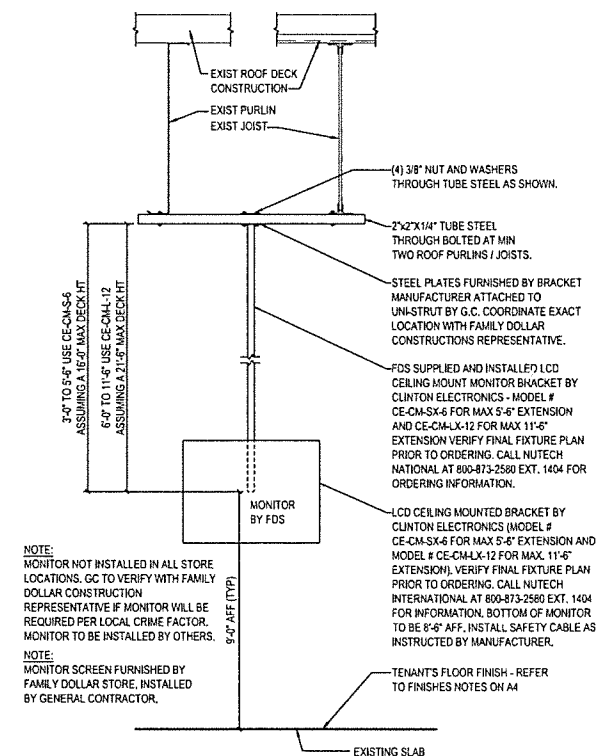 EXIST ROOF DECK
CONSTRUCTION
EXIST PURLIN
EXIST JOIST
(4) 3/8" NUT AND WASHERS
THROUGH TUBE STEEL AS SHOWN.
2"x2"X1/4" TUBE STEEL
THROUGH BOLTED AT MIN
TWO ROOF PURLINS / JOISTS.
STEEL PLATES FURNISHED BY BRACKET
MANUFACTURER ATTACHED TO
UNI-STRUT BY G.C. COORDINATE EXACT
LOCATION WITH FAMILY DOLLAR
CONSTRUCTIONS REPRESENTATIVE.
3'-0" TO 5'-6" USE CE-CM-S-6
ASSUMING A 16'-0" MAX DECK HT
6'-0" TO 11'-6" USE CE-CM-L-12
ASSUMING A 21'-6" MAX DECK HT
FDS SUPPLIED AND INSTALLED LCD
CEILING MOUNT MONITOR BRACKET BY
CLINTON ELECTRONICS - MODEL #
CE-CM-SX-6 FOR MAX 5'-6" EXTENSION
AND CE-CM-LX-12 FOR MAX 11'-6"
EXTENSION VERIFY FINAL FIXTURE PLAN
PRIOR TO ORDERING. CALL NUTECH
NATIONAL AT 800-873-2580 EXT. 1404 FOR
ORDERING INFORMATION.
MONITOR
BY FDS
LCD CEILING MOUNTED BRACKET BY
CLINTON ELECTRONICS (MODEL #
CE-CM-SX-6 FOR MAX 5'-6" EXTENSION AND
MODEL # CE-CM-LX-12 FOR MAX. 11'-6"
EXTENSION), VERIFY FINAL FIXTURE PLAN
PRIOR TO ORDERING. CALL NUTECH
INTERNATIONAL AT 800-873-2580 EXT. 1404
FOR INFORMATION. BOTTOM OF MONITOR
TO BE 8'-6" AFF, INSTALL SAFETY CABLE AS
INSTRUCTED BY MANUFACTURER.
NOTE:
MONITOR NOT INSTALLED IN ALL STORE
LOCATIONS. GC TO VERIFY WITH FAMILY
DOLLAR CONSTRUCTION
REPRESENTATIVE IF MONITOR WILL BE
REQUIRED PER LOCAL CRIME FACTOR.
MONITOR TO BE INSTALLED BY OTHERS.
NOTE:
MONITOR SCREEN FURNISHED BY
FAMILY DOLLAR STORE, INSTALLED
BY GENERAL CONTRACTOR.
9'-0" AFF (TYP)
TENANT'S FLOOR FINISH - REFER
TO FINISHES NOTES ON A4
EXISTING SLAB